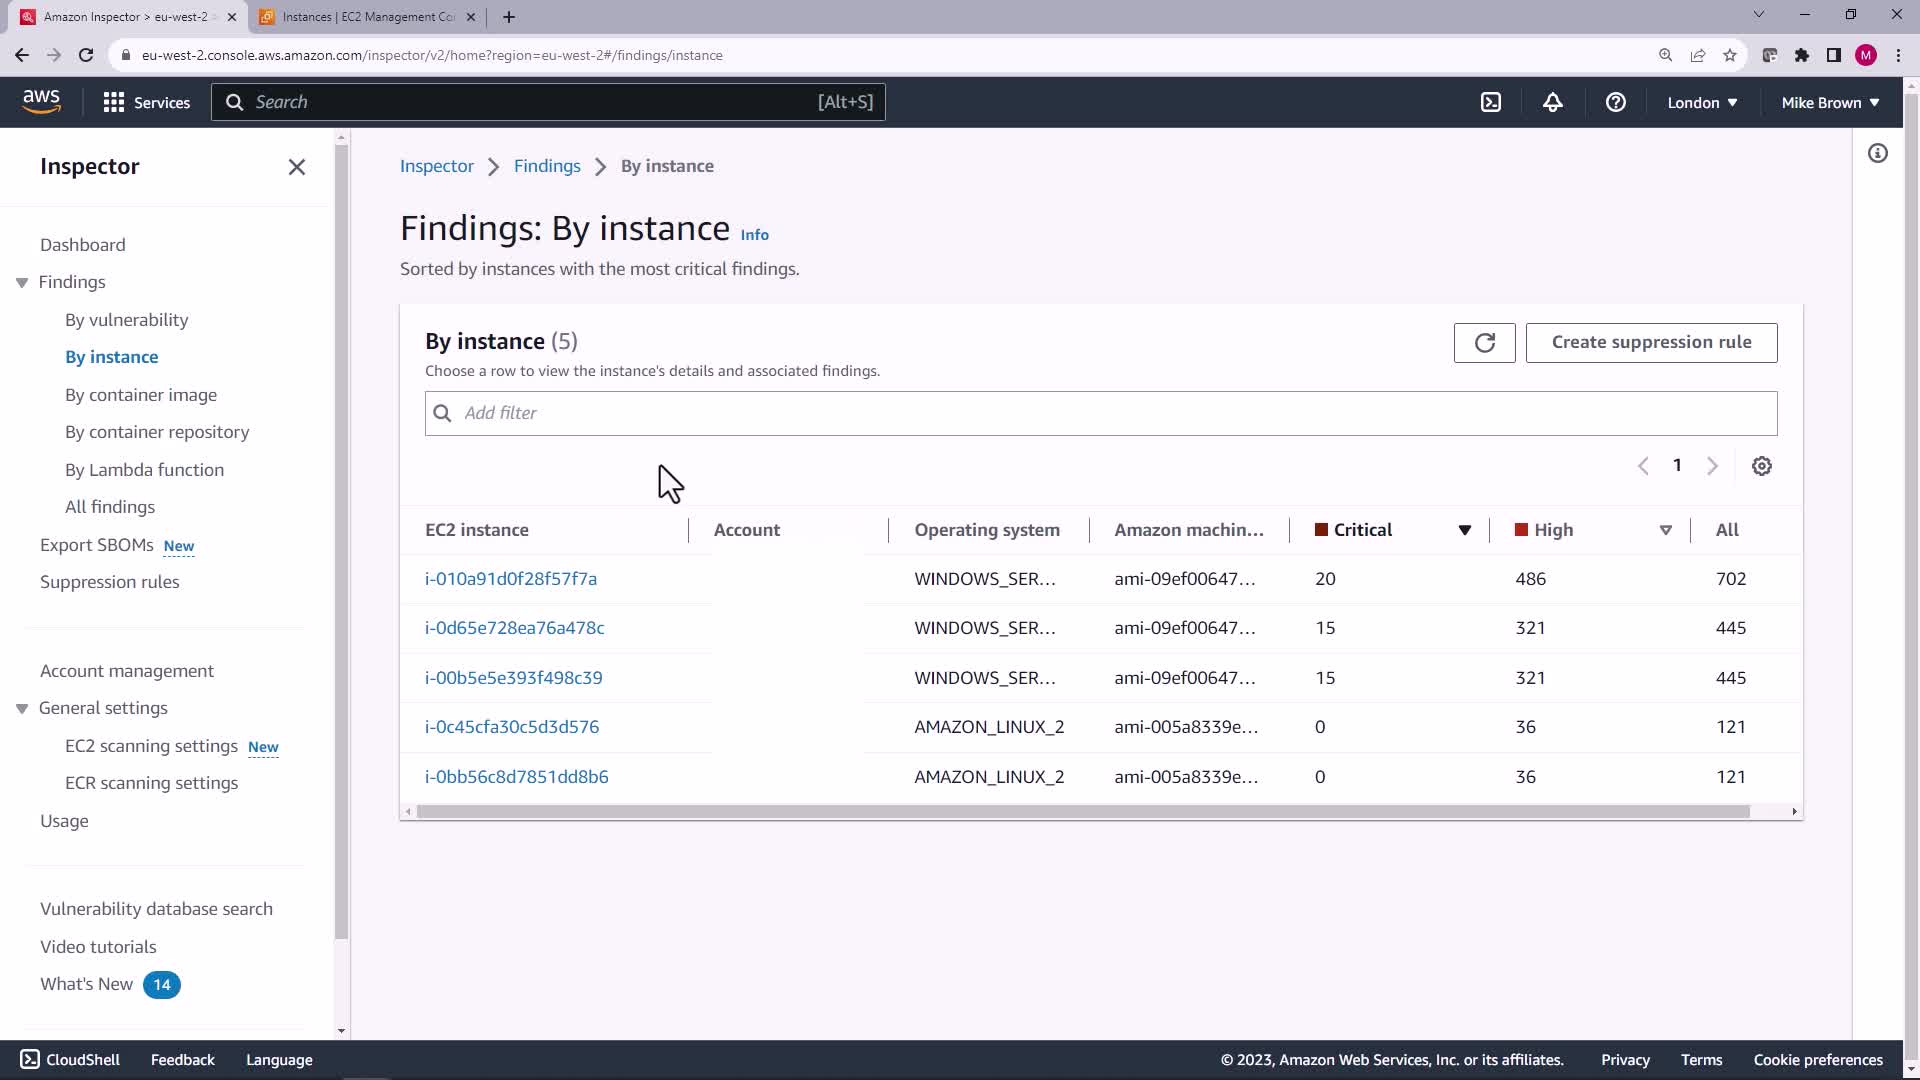 Amazon Inspector > eu-west-2
Instances | EC2 Management Co
eu-west-2.console.aws.amazon.com/inspector/v2/home?region=eu-west-2#/findings/instance
M
aws
Services
Search
[Alt+S]
London
Mike Brown
Inspector
Dashboard
Findings
By vulnerability
By instance
By container image
By container repository
By Lambda function
All findings
Export SBOMs New
Suppression rules
Account management
General settings
EC2 scanning settings New
ECR scanning settings
Usage
Vulnerability database search
Video tutorials
What's New 14
Inspector > Findings > By instance
Findings: By instance Info
Sorted by instances with the most critical findings.
By instance (5)
Choose a row to view the instance's details and associated findings.
Create suppression rule
Add filter
1
EC2 instance Account Operating system Amazon machin... Critical High All
i-010a91d0f28f57f7a WINDOWS_SER... ami-09ef00647... 20 486 702
i-0d65e728ea76a478c WINDOWS_SER... ami-09ef00647... 15 321 445
i-00b5e5e393f498c39 WINDOWS_SER... ami-09ef00647... 15 321 445
i-0c45cfa30c5d3d576 AMAZON_LINUX_2 ami-005a8339e... 0 36 121
i-0bb56c8d7851dd8b6 AMAZON_LINUX_2 ami-005a8339e... 0 36 121
CloudShell Feedback Language
© 2023, Amazon Web Services, Inc. or its affiliates. Privacy Terms Cookie preferences